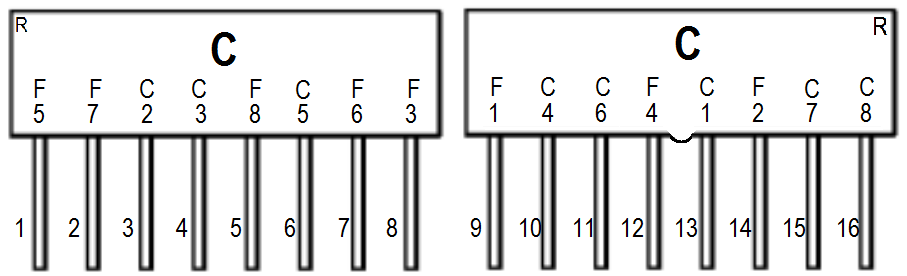 R R
C C
F F C C F C F F F C C F C F C C
5 7 2 3 8 5 6 3 1 4 6 4 1 2 7 8
1 2 3 4 5 6 7 8 9 10 11 12 13 14 15 16